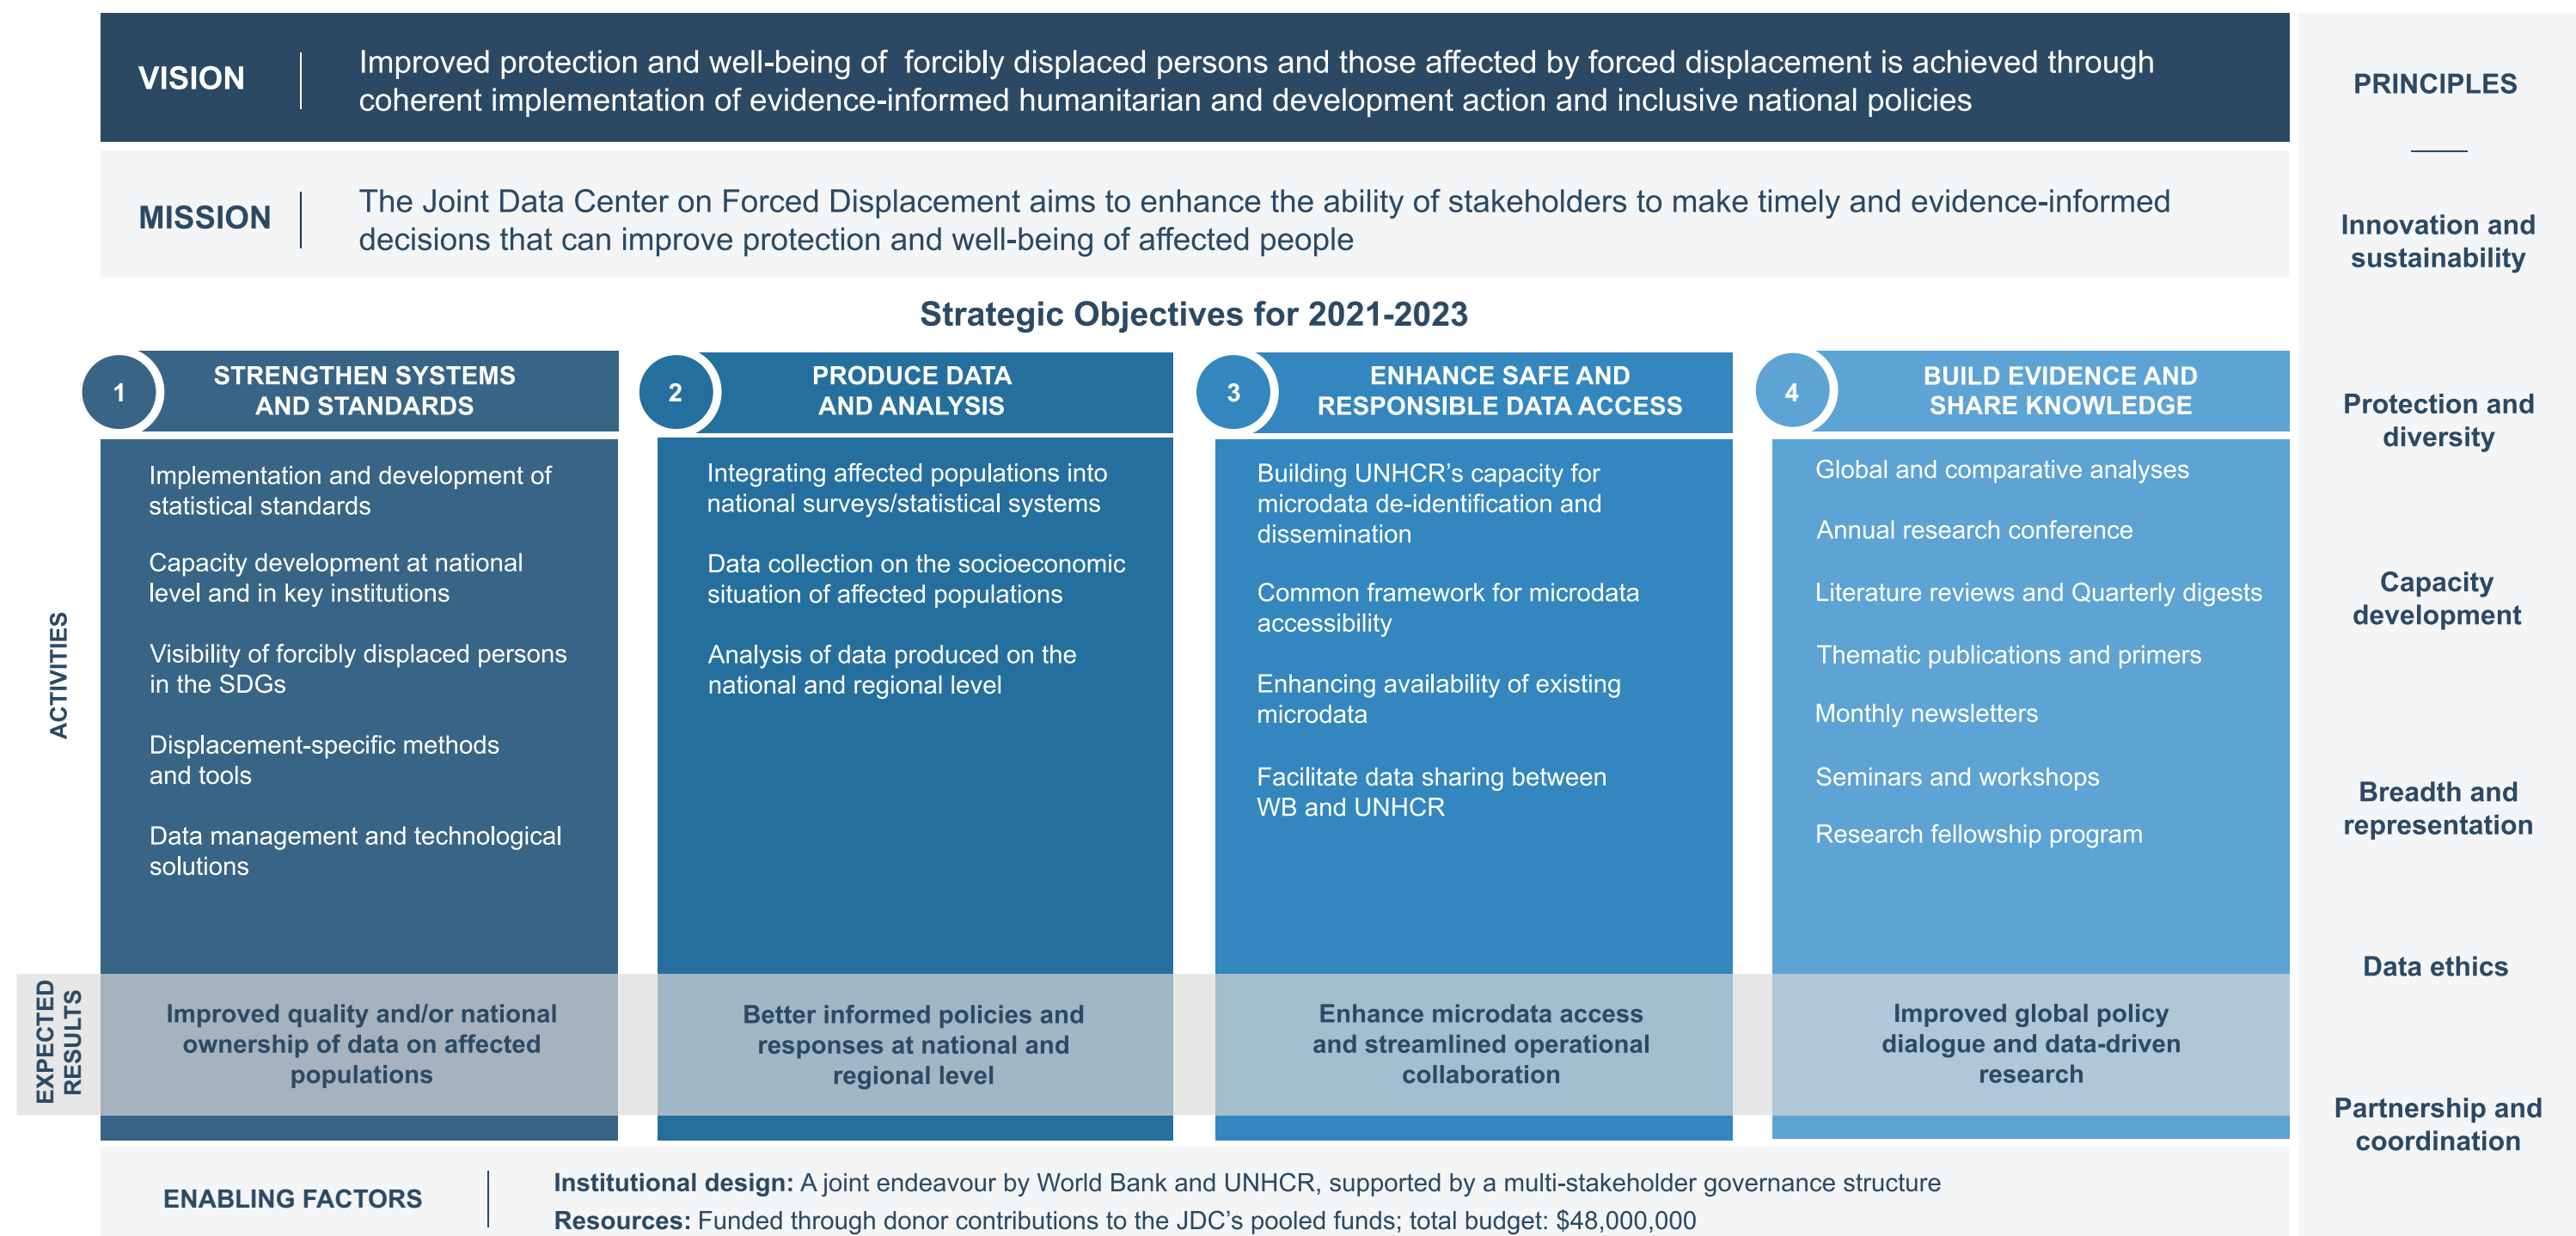 VISION
Improved protection and well-being of forcibly displaced persons and those affected by forced displacement is achieved through
coherent implementation of evidence-informed humanitarian and development action and inclusive national policies
MISSION
The Joint Data Center on Forced Displacement aims to enhance the ability of stakeholders to make timely and evidence-informed
decisions that can improve protection and well-being of affected people
Strategic Objectives for 2021-2023
ACTIVITIES
1
STRENGTHEN SYSTEMS
AND STANDARDS
Implementation and development of
statistical standards
Capacity development at national
level and in key institutions
Visibility of forcibly displaced persons
in the SDGs
Displacement-specific methods
and tools
Data management and technological
solutions
2
PRODUCE DATA
AND ANALYSIS
Integrating affected populations into
national surveys/statistical systems
Data collection on the socioeconomic
situation of affected populations
Analysis of data produced on the
national and regional level
3
ENHANCE SAFE AND
RESPONSIBLE DATA ACCESS
Building UNHCR’s capacity for
microdata de-identification and
dissemination
Common framework for microdata
accessibility
Enhancing availability of existing
microdata
Facilitate data sharing between
WB and UNHCR
4
BUILD EVIDENCE AND
SHARE KNOWLEDGE
Global and comparative analyses
Annual research conference
Literature reviews and Quarterly digests
Thematic publications and primers
Monthly newsletters
Seminars and workshops
Research fellowship program
EXPECTED
RESULTS
Improved quality and/or national
ownership of data on affected
populations
Better informed policies and
responses at national and
regional level
Enhance microdata access
and streamlined operational
collaboration
Improved global policy
dialogue and data-driven
research
ENABLING FACTORS
Institutional design: A joint endeavour by World Bank and UNHCR, supported by a multi-stakeholder governance structure
Resources: Funded through donor contributions to the JDC’s pooled funds; total budget: $48,000,000
PRINCIPLES
Innovation and
sustainability
Protection and
diversity
Capacity
development
Breadth and
representation
Data ethics
Partnership and
coordination